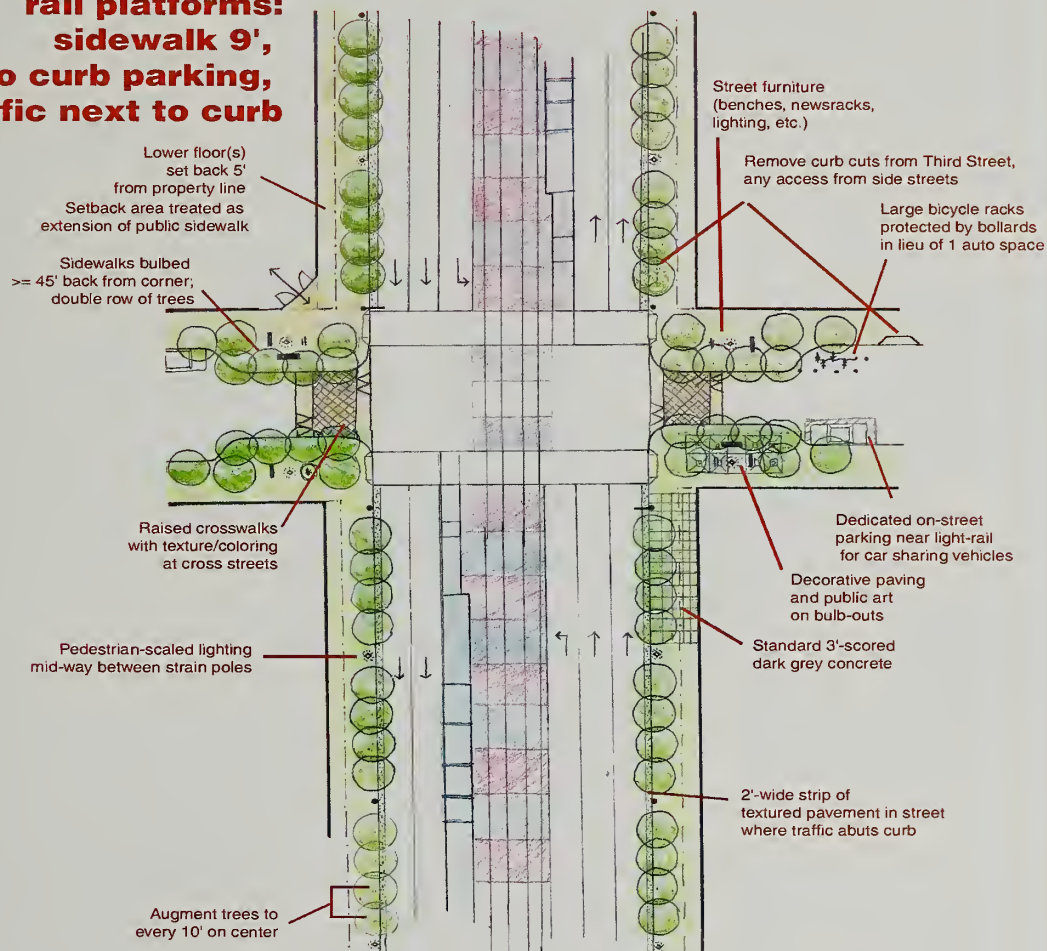 rail platforms:
sidewalk 9',
curb parking,
next to curb
Lower floor(s)
set back 5'
from property line
Setback area treated as
extension of public sidewalk
Sidewalks bulbed
>= 45' back from corner;
double row of trees
Raised crosswalks
with texture/coloring
at cross streets
Pedestrian-scaled lighting
mid-way between strain poles
Augment trees to
every 10' on center
Street furniture
(benches, newsracks,
lighting, etc.)
Remove curb cuts from Third Street,
any access from side streets
Large bicycle racks
protected by bollards
in lieu of 1 auto space
Dedicated on-street
parking near light-rail
for car sharing vehicles
Decorative paving
and public art
on bulb-outs
Standard 3'-scored
dark grey concrete
2'-wide strip of
textured pavement in street
where traffic abuts curb